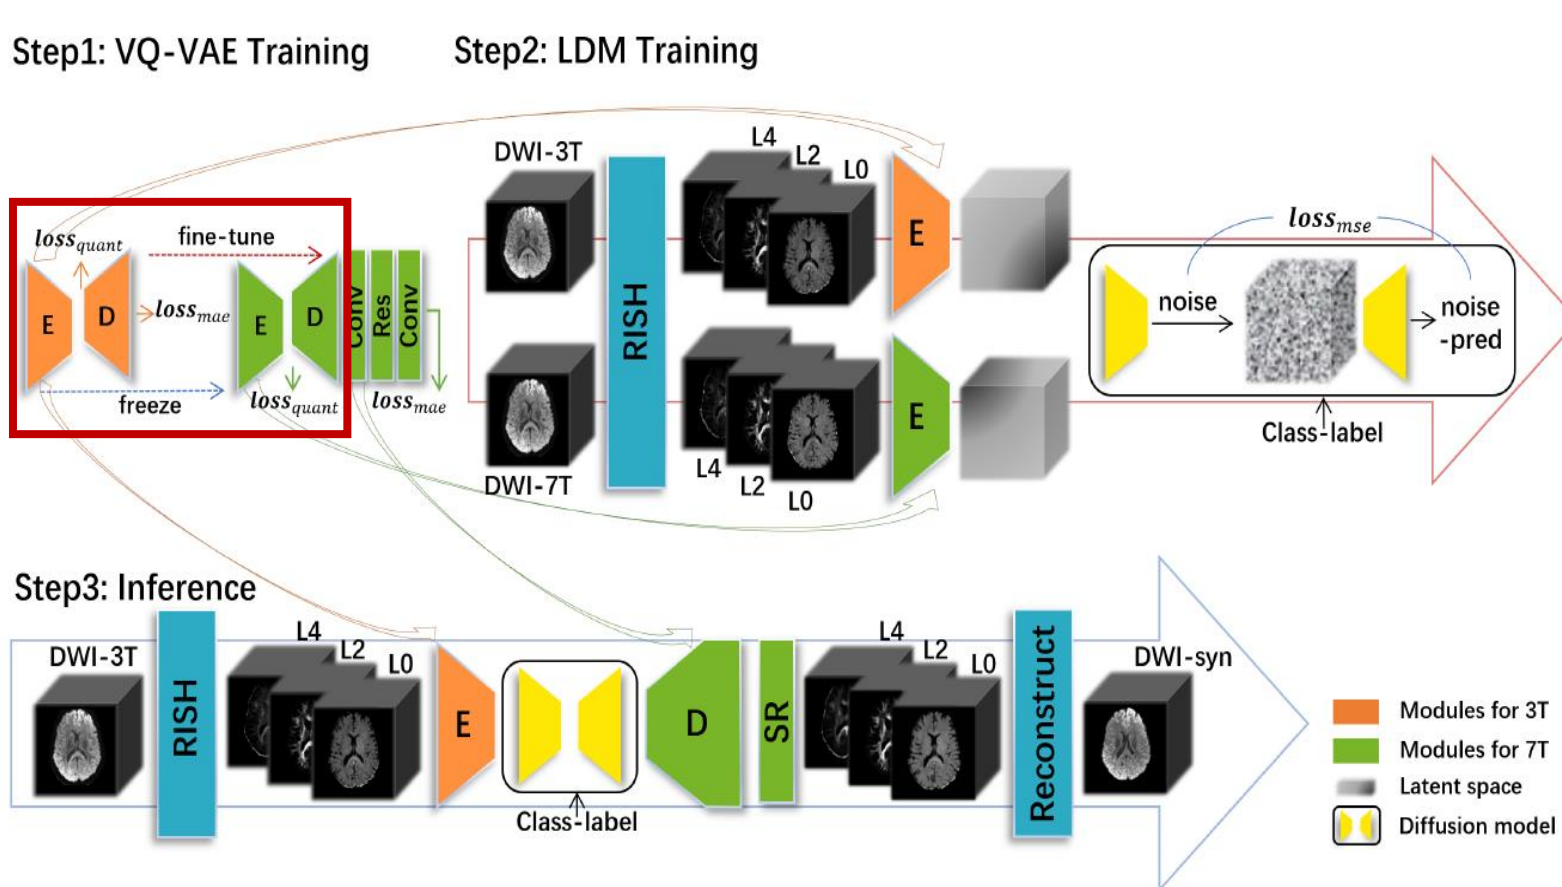 Step1: VQ-VAE Training
Step2: LDM Training
loss_quant
fine-tune
E
D
loss_mae
E
D
Conv
Res
Conv
freeze
loss_quant
loss_mae
DWI-3T
RISH
L4
L2
L0
E
DWI-7T
L4
L2
L0
E
loss_mse
noise
noise
-pred
Class-label
Step3: Inference
DWI-3T
RISH
L4
L2
L0
E
Class-label
D
SR
L4
L2
L0
Reconstruct
DWI-syn
Modules for 3T
Modules for 7T
Latent space
Diffusion model